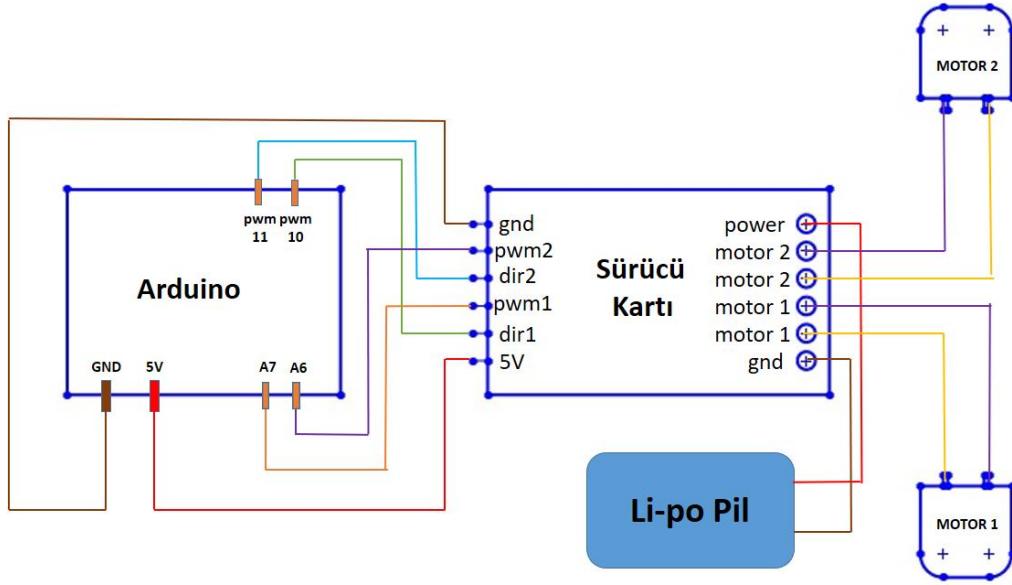 MOTOR 2
pwm
11
pwm
10
Arduino
GND
5V
A7
A6
gnd
pwm2
dir2
pwm1
dir1
5V
Sürücü
Kartı
power
motor 2
motor 2
motor 1
motor 1
gnd
Li-po Pil
MOTOR 1